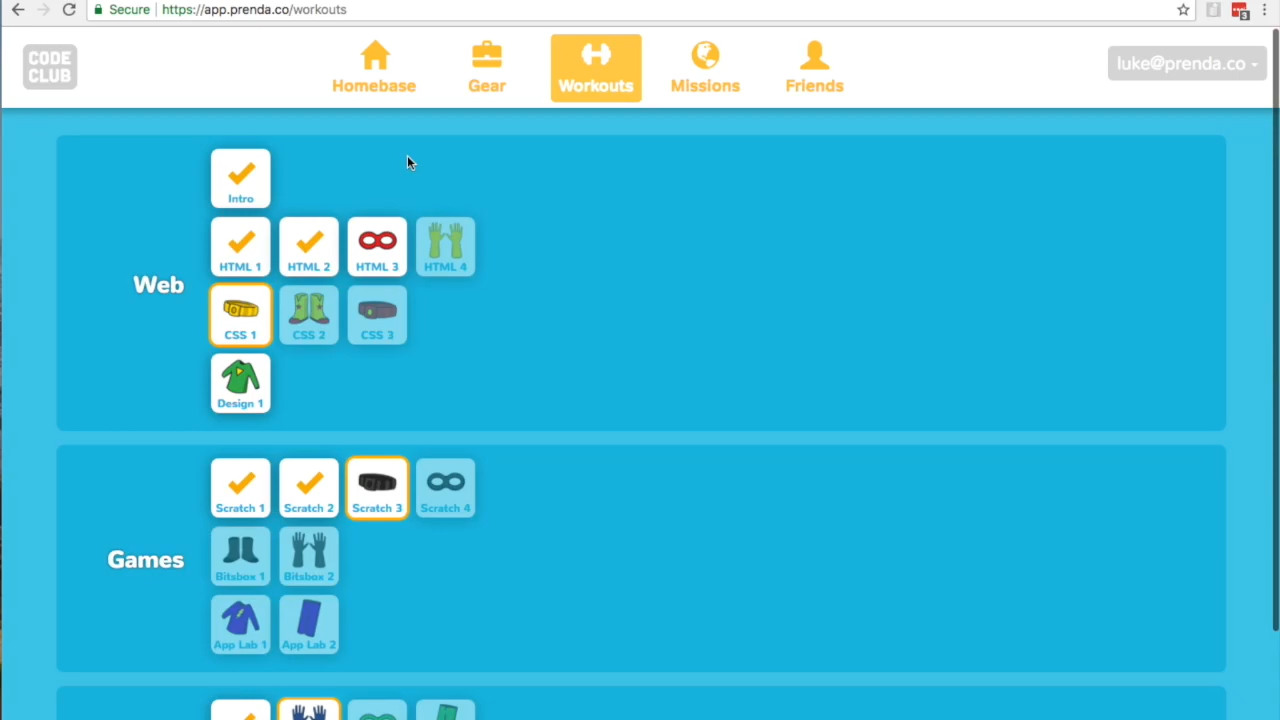 Secure
https://app.prenda.co/workouts
3
CODE
CLUB
Homebase
Gear
Workouts
Missions
Friends
luke@prenda.co
Web
Intro
HTML 1
HTML 2
HTML 3
HTML 4
CSS 1
CSS 2
CSS 3
Design 1
Games
Scratch 1
Scratch 2
Scratch 3
Scratch 4
Bitsbox 1
Bitsbox 2
App Lab 1
App Lab 2